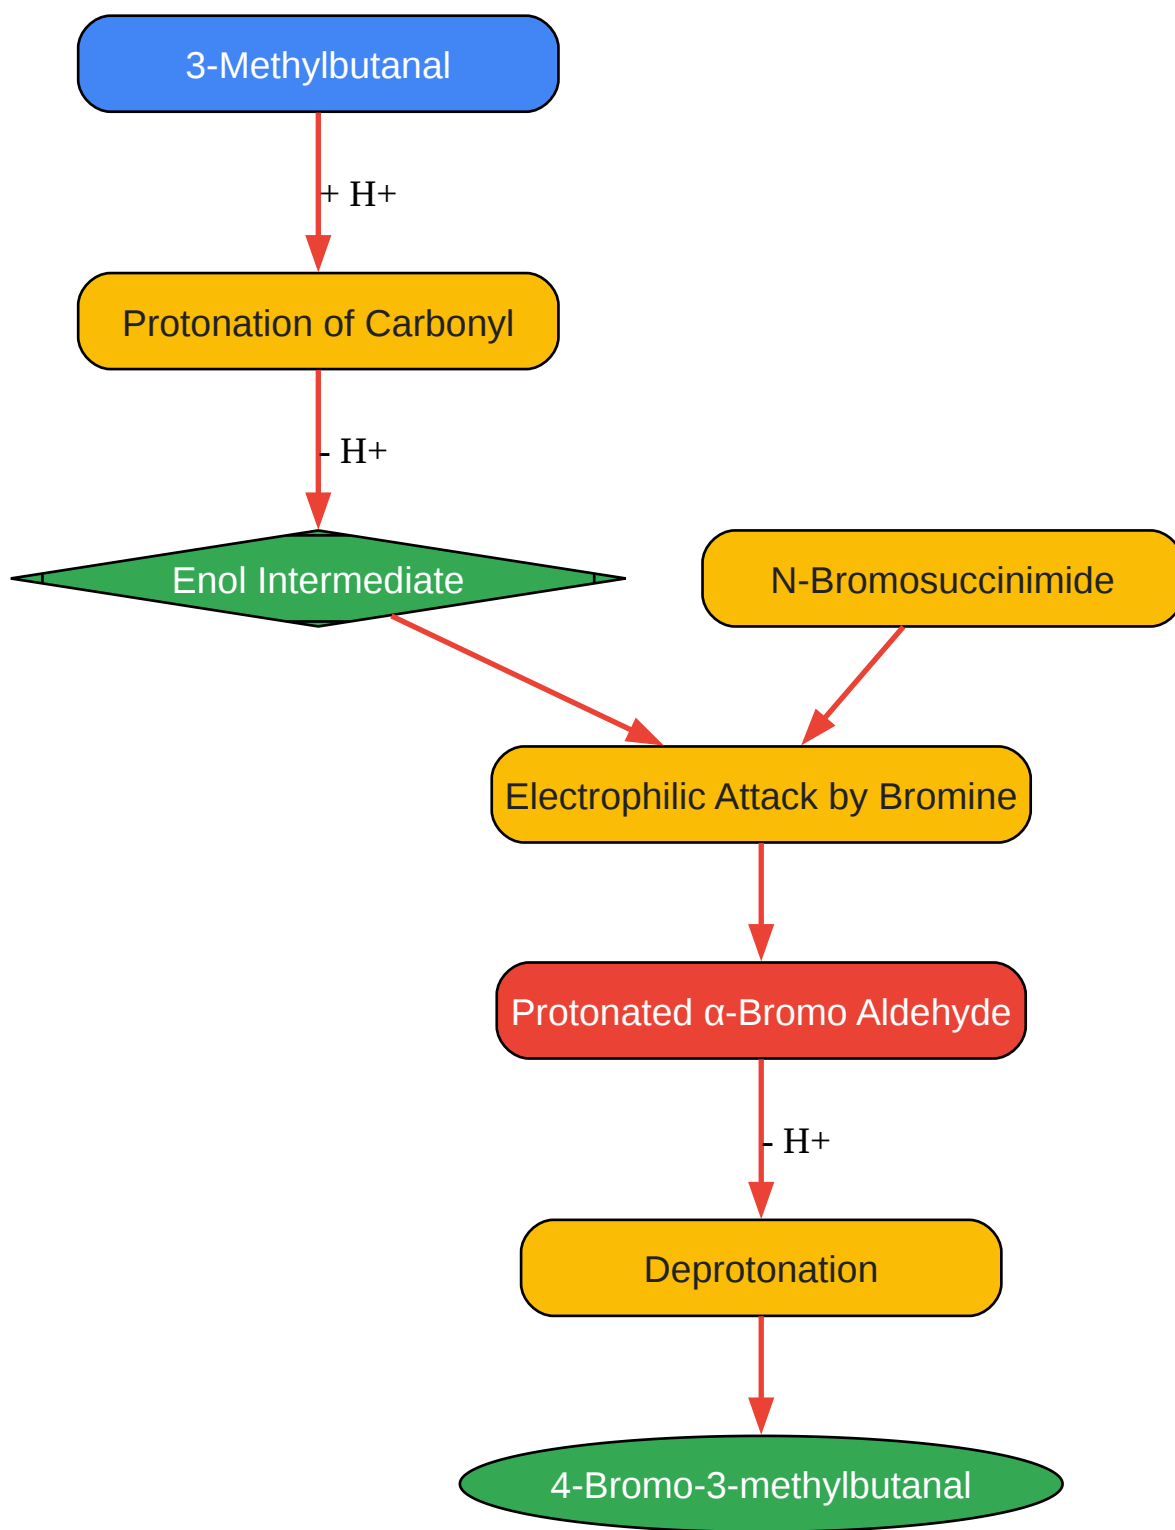 3-Methylbutanal
+ H+
Protonation of Carbonyl
- H+
Enol Intermediate
N-Bromosuccinimide
Electrophilic Attack by Bromine
Protonated α-Bromo Aldehyde
- H+
Deprotonation
4-Bromo-3-methylbutanal